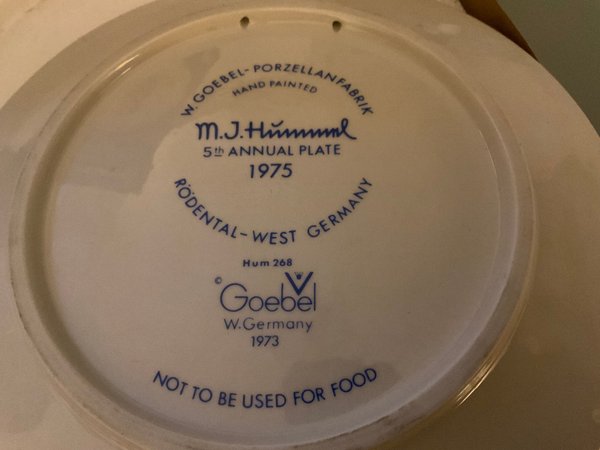 W. GOEBEL-PORZELLANFABRIK
HAND PAINTED
M.J.Hümmel
5th ANNUAL PLATE
1975
RÖDENTAL-WEST GERMANY
Hum 268
© Goebel
W.Germany
1973
NOT TO BE USED FOR FOOD